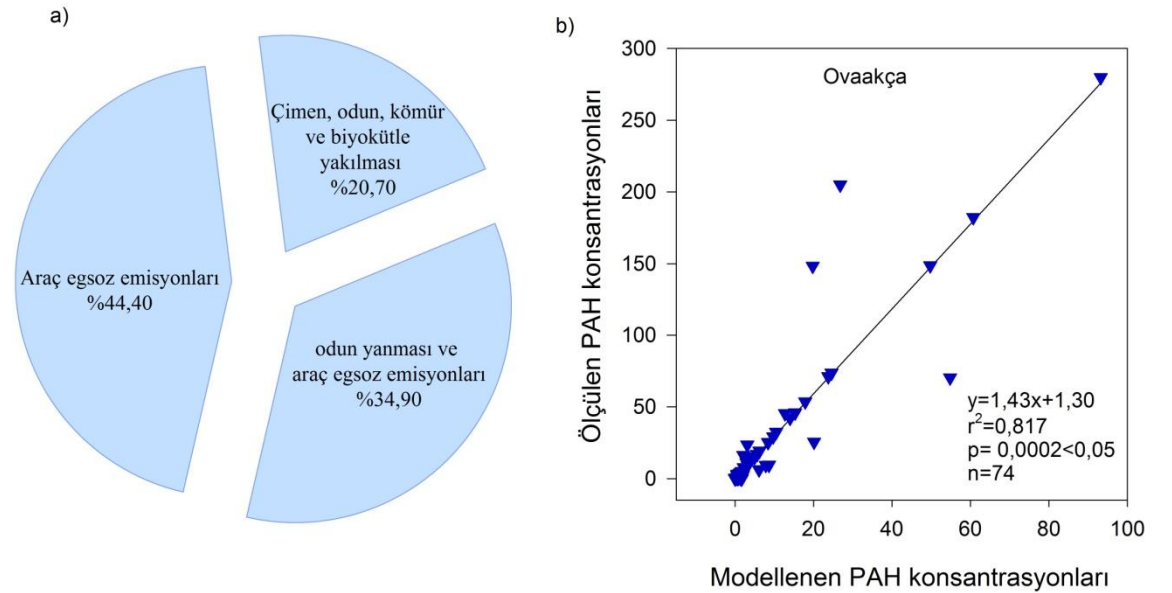 a)
Çimen, odun, kömür
ve biyokütle
yakılması
%20,70
Araç egsoz emisyonları
%44,40
odun yanması ve
araç egsoz emisyonları
%34,90
b)
Ovaakça
Ölçülen PAH konsantrasyonları
300
250
200
150
100
50
0
y=1,43x+1,30
r²=0,817
p= 0,0002<0,05
n=74
0 20 40 60 80 100
Modellenen PAH konsantrasyonları